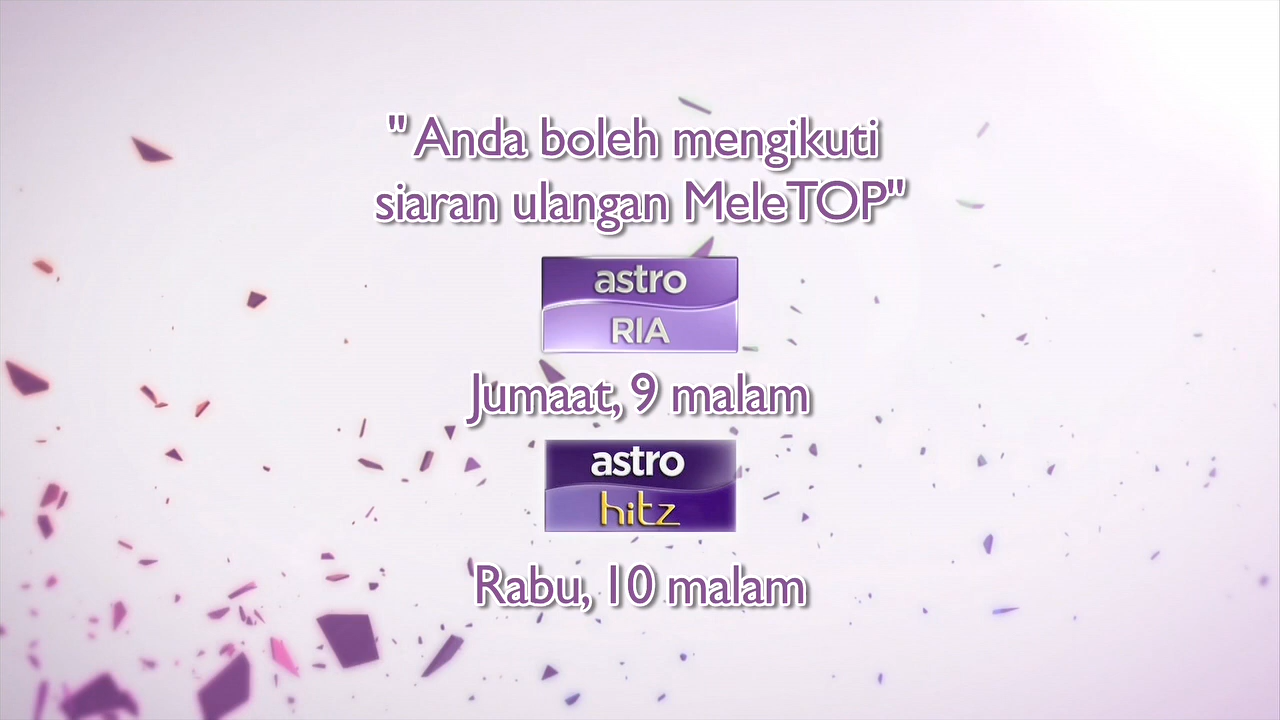 "Anda boleh mengikuti
siaran ulangan MeleTOP"
astro
RIA
Jumaat, 9 malam
astro
hitz
Rabu, 10 malam